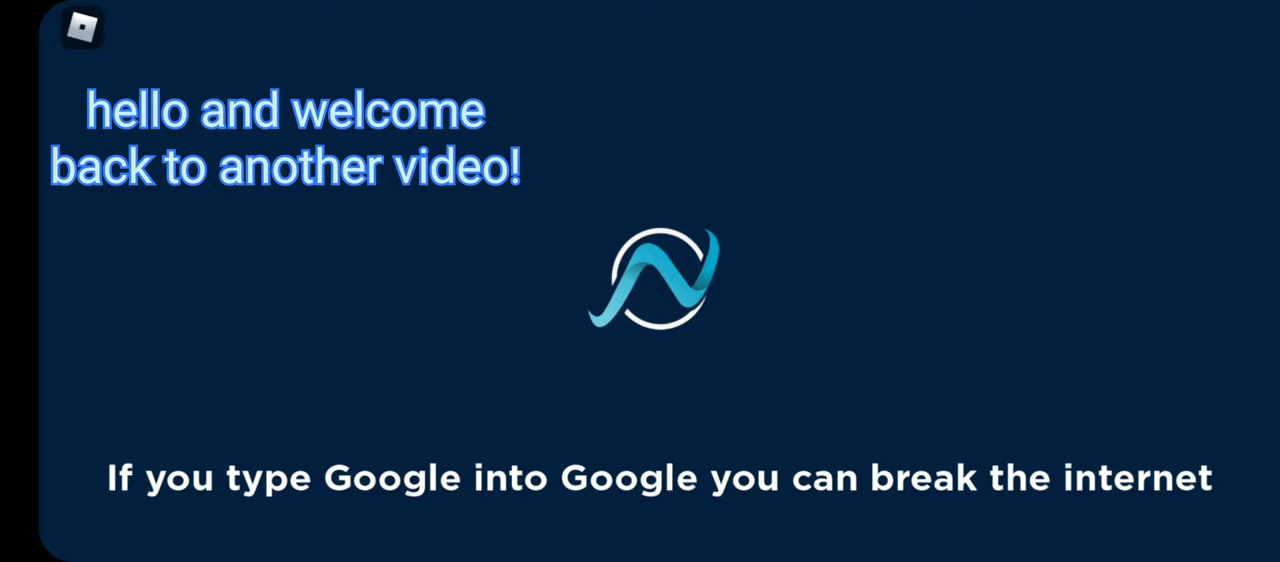 hello and welcome
back to another video!
If you type Google into Google you can break the internet